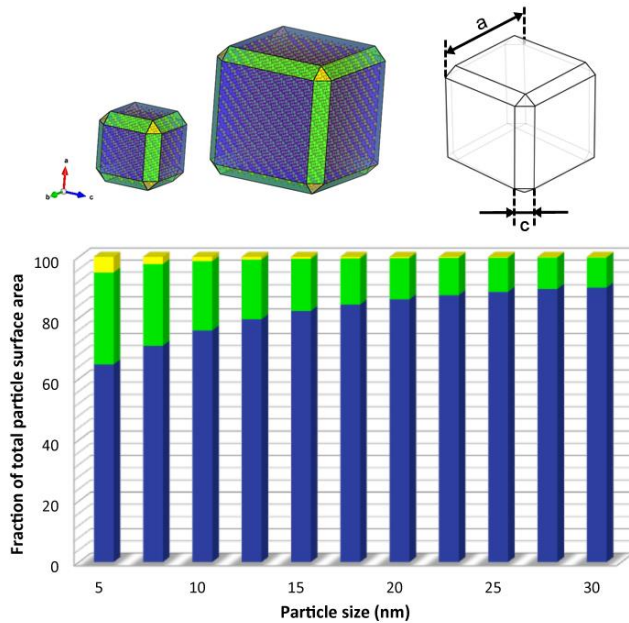 a
a
b
c
c
Fraction of total particle surface area
100
80
60
40
20
0
5 10 15 20 25 30
Particle size (nm)